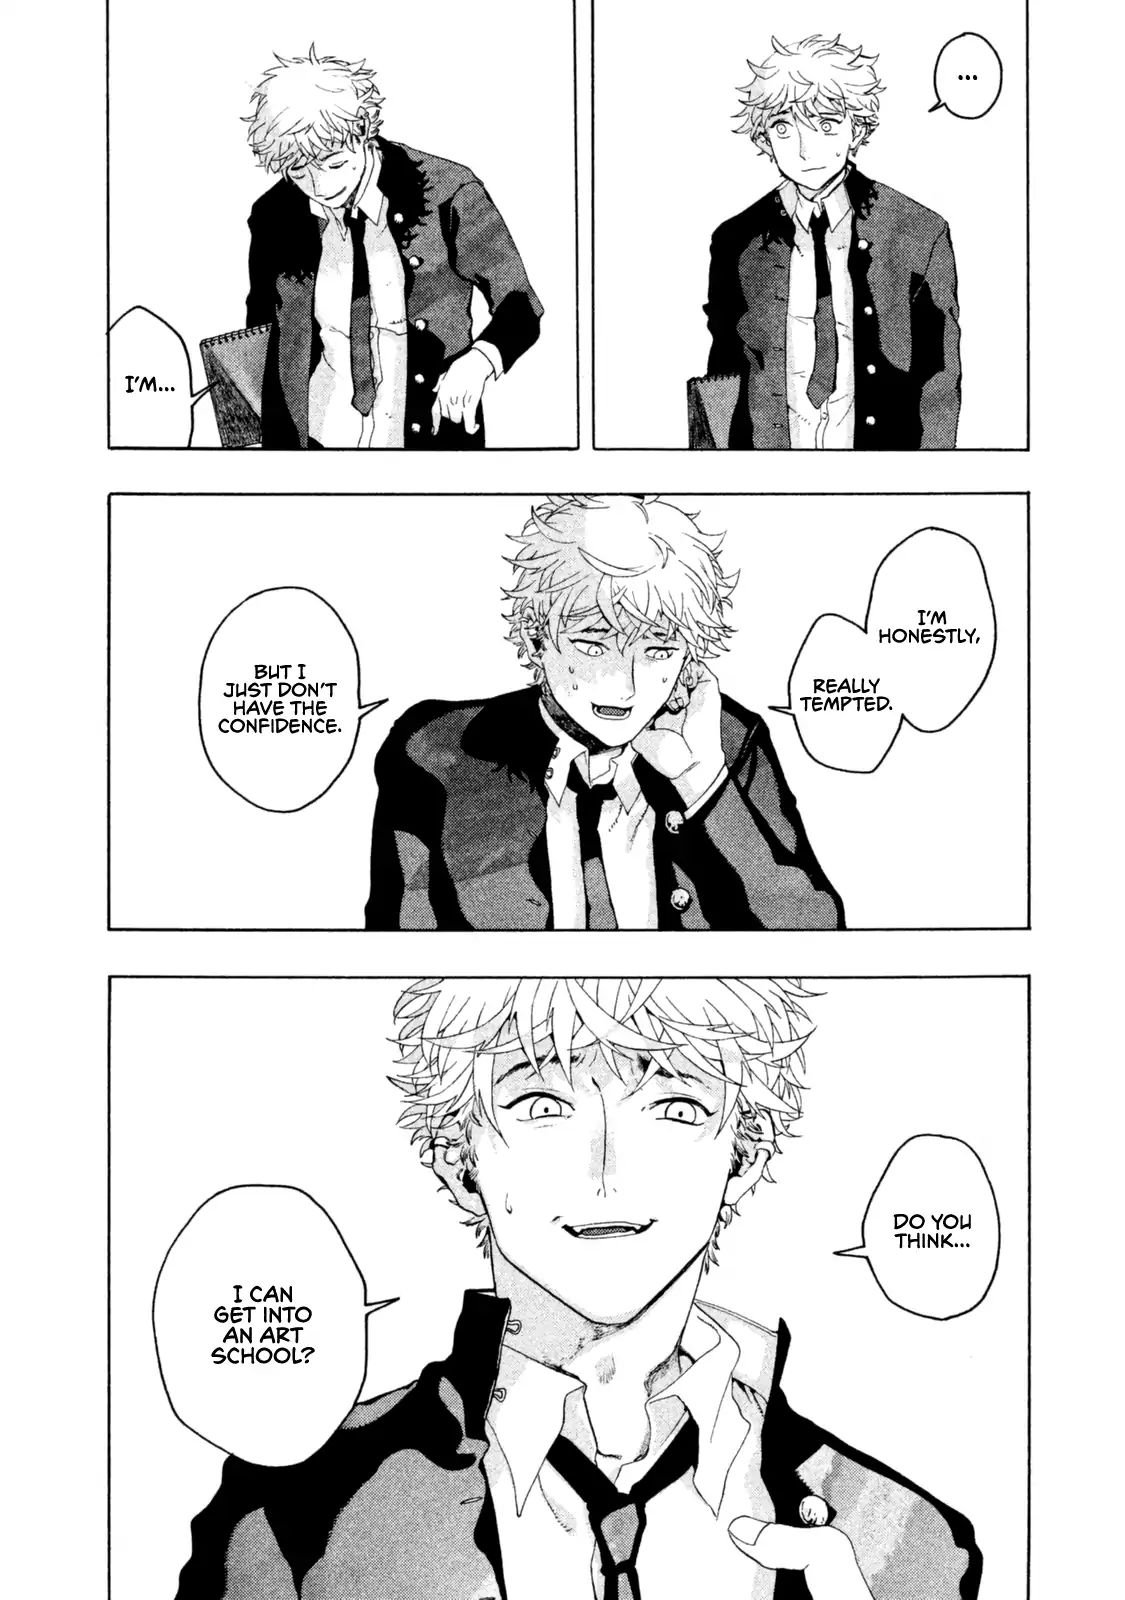 ...
I'M...
I'M
HONESTLY,
REALLY
TEMPTED.
BUT I
JUST DON'T
HAVE THE
CONFIDENCE.
DO YOU
THINK...
I CAN
GET INTO
AN ART
SCHOOL?